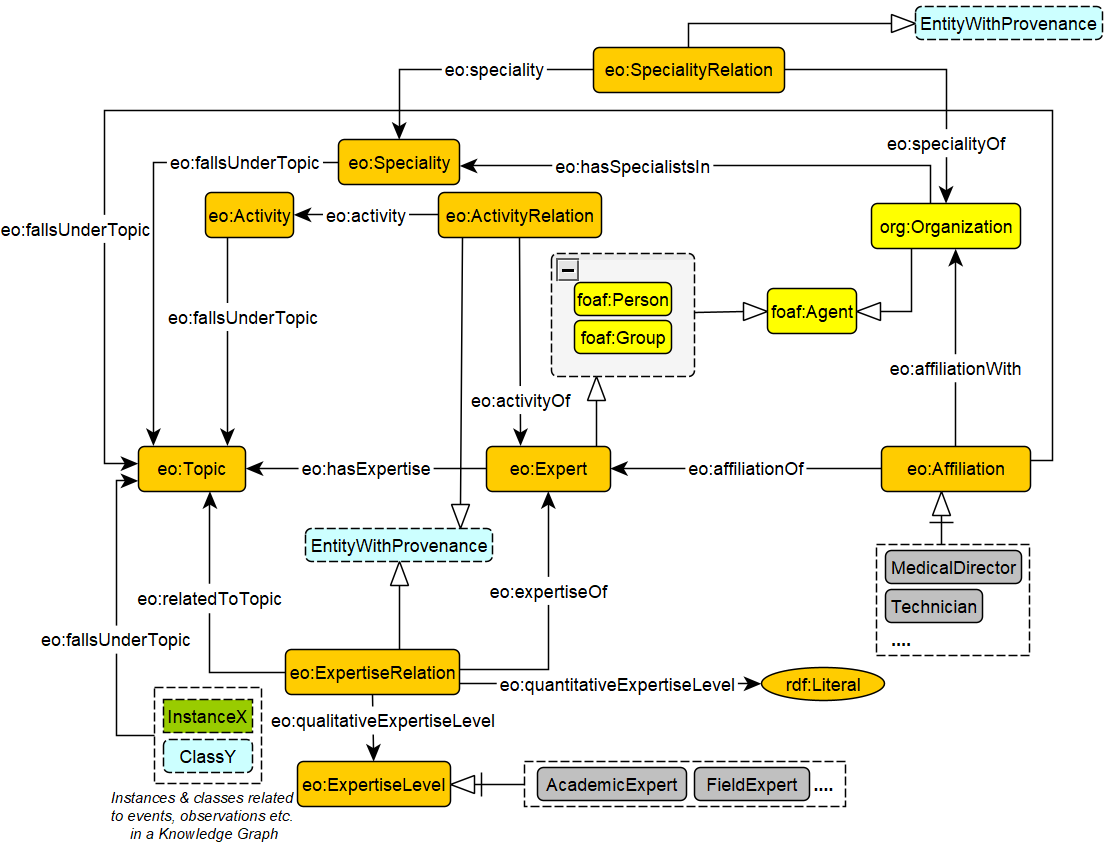 EntityWithProvenance
eo:speciality
eo:SpecialityRelation
eo:specialityOf
eo:fallsUnderTopic
eo:Speciality
eo:hasSpecialistsIn
eo:Activity
eo:activity
eo:ActivityRelation
org:Organization
eo:fallsUnderTopic
foaf:Person
foaf:Agent
eo:fallsUnderTopic
foaf:Group
eo:affiliationWith
eo:activityOf
eo:Topic
eo:hasExpertise
eo:Expert
eo:affiliationOf
eo:Affiliation
EntityWithProvenance
MedicalDirector
eo:relatedToTopic
eo:expertiseOf
Technician
eo:fallsUnderTopic
....
eo:ExpertiseRelation
eo:quantitativeExpertiseLevel
rdf:Literal
InstanceX
eo:qualitativeExpertiseLevel
ClassY
eo:ExpertiseLevel
AcademicExpert
FieldExpert
....
Instances & classes related
to events, observations etc.
in a Knowledge Graph